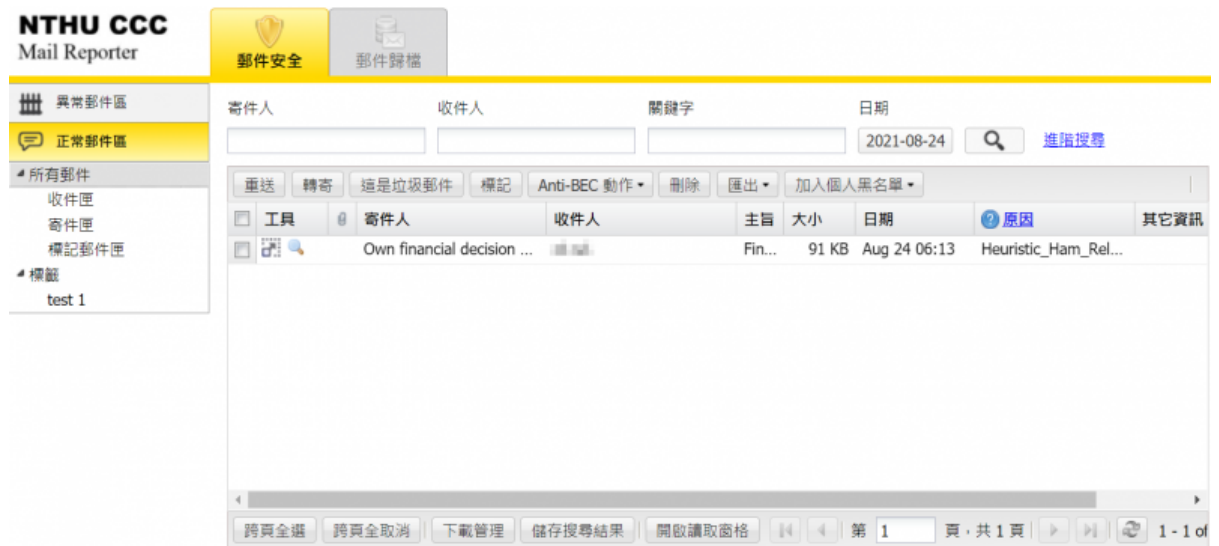 NTHU CCC
Mail Reporter
郵件安全
郵件歸檔
異常郵件區
正常郵件區
所有郵件
收件匣
寄件匣
標記郵件匣
標籤
test 1
寄件人 收件人 關鍵字 日期
2021-08-24 進階搜尋
重送 轉寄 這是垃圾郵件 標記 Anti-BEC 動作 刪除 匯出 加入個人黑名單
工具 寄件人 收件人 主旨 大小 日期 ? 原因 其它資訊
Own financial decision ... Fin... 91 KB Aug 24 06:13 Heuristic_Ham_Rel...
跨頁全選 跨頁全取消 下載管理 儲存搜尋結果 開啟讀取窗格 第 1 頁，共 1 頁 1 - 1 of